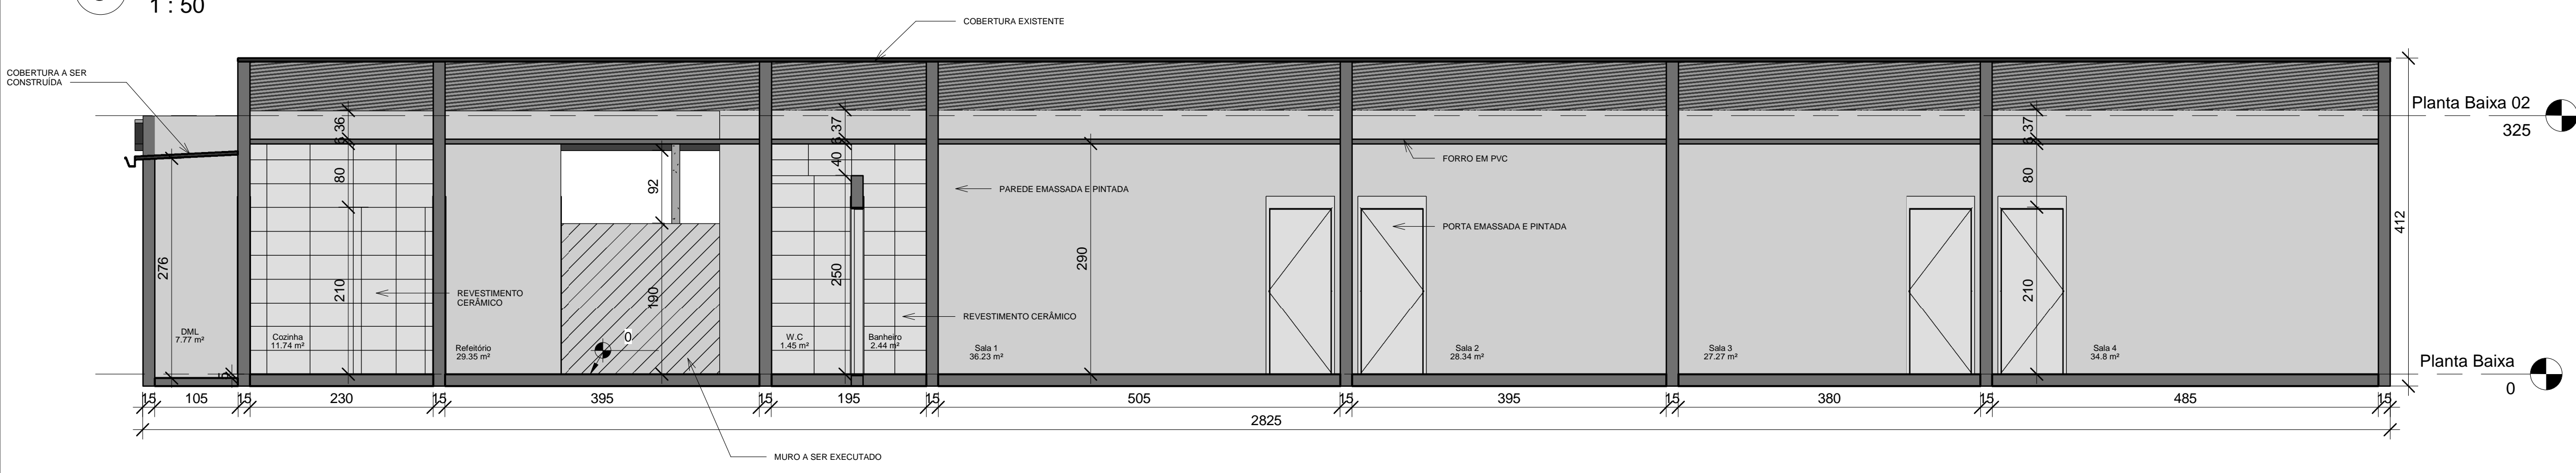 1 : 50
COBERTURA EXISTENTE
COBERTURA A SER
CONSTRUÍDA
Planta Baixa 02
325
36
80
210
92
190
37
40
250
290
37
80
210
412
276
FORRO EM PVC
PAREDE EMASSADA E PINTADA
PORTA EMASSADA E PINTADA
REVESTIMENTO
CERÂMICO
REVESTIMENTO CERÂMICO
0
DML
7.77 m²
Cozinha
11.74 m²
Refeitório
29.35 m²
W.C
1.45 m²
Banheiro
2.44 m²
Sala 1
36.23 m²
Sala 2
28.34 m²
Sala 3
27.27 m²
Sala 4
34.8 m²
Planta Baixa
0
15 105 15 230 15 395 15 195 15 505 15 395 15 380 15 485 15
2825
MURO A SER EXECUTADO